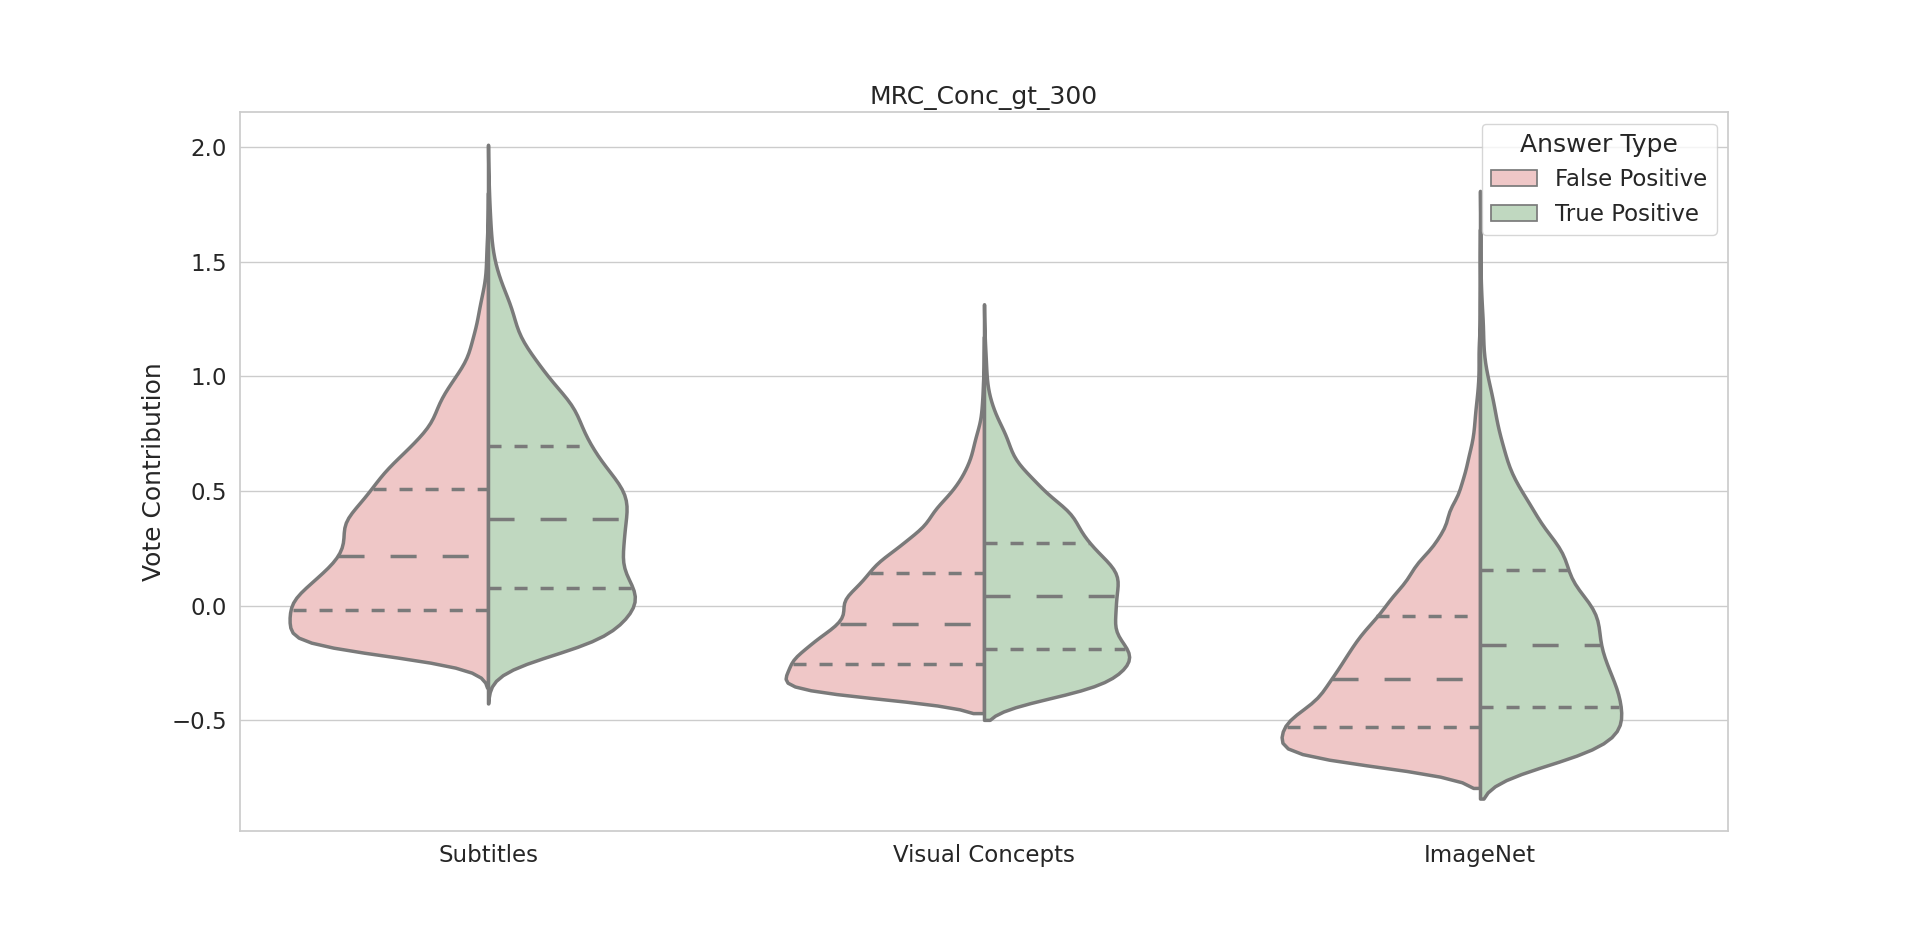 MRC_Conc_gt_300
Answer Type
False Positive
True Positive
Vote Contribution
2.0
1.5
1.0
0.5
0.0
−0.5
Subtitles
Visual Concepts
ImageNet